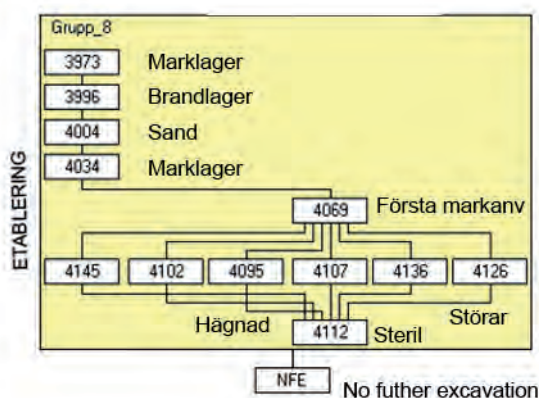 Grupp_8
3973 Marklager
3996 Brandlager
4004 Sand
4034 Marklager
ETABLERING
4069 Första markanv
4145 4102 4095 4107 4136 4126
Hägnad 4112 Steril Störar
NFE No futher excavation